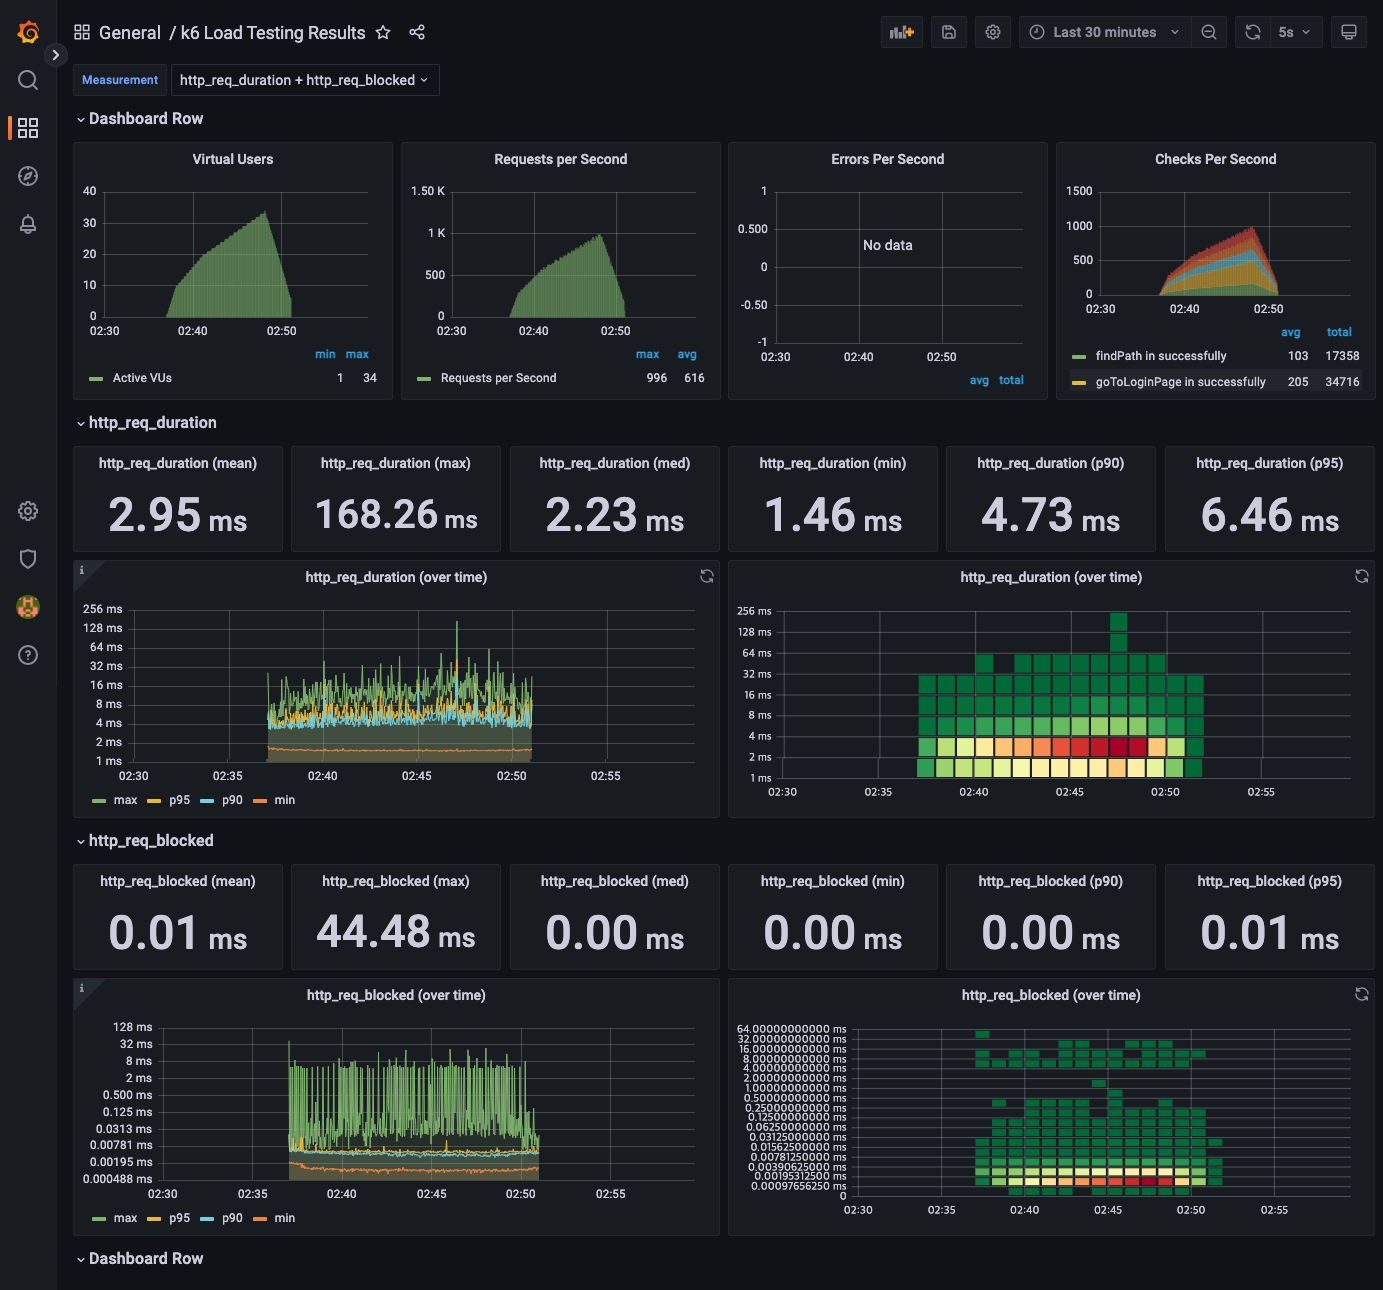 General / k6 Load Testing Results
Last 30 minutes
5s
Measurement
http_req_duration + http_req_blocked
Dashboard Row
Virtual Users
40
30
20
10
0
02:30 02:40 02:50
min max
Active VUs 1 34
Requests per Second
1.50 K
1 K
500
0
02:30 02:40 02:50
max avg
Requests per Second 996 616
Errors Per Second
1
0.500
0
-0.50
-1
No data
02:30 02:40 02:50
avg total
Checks Per Second
1500
1000
500
0
02:30 02:40 02:50
avg total
findPath in successfully 103 17358
goToLoginPage in successfully 205 34716
http_req_duration
http_req_duration (mean)
2.95 ms
http_req_duration (max)
168.26 ms
http_req_duration (med)
2.23 ms
http_req_duration (min)
1.46 ms
http_req_duration (p90)
4.73 ms
http_req_duration (p95)
6.46 ms
i
http_req_duration (over time)
256 ms
128 ms
64 ms
32 ms
16 ms
8 ms
4 ms
2 ms
1 ms
02:30 02:35 02:40 02:45 02:50 02:55
max p95 p90 min
http_req_duration (over time)
256 ms
128 ms
64 ms
32 ms
16 ms
8 ms
4 ms
2 ms
1 ms
02:30 02:35 02:40 02:45 02:50 02:55
http_req_blocked
http_req_blocked (mean)
0.01 ms
http_req_blocked (max)
44.48 ms
http_req_blocked (med)
0.00 ms
http_req_blocked (min)
0.00 ms
http_req_blocked (p90)
0.00 ms
http_req_blocked (p95)
0.01 ms
i
http_req_blocked (over time)
128 ms
32 ms
8 ms
2 ms
0.500 ms
0.125 ms
0.0313 ms
0.00781 ms
0.00195 ms
0.000488 ms
02:30 02:35 02:40 02:45 02:50 02:55
max p95 p90 min
http_req_blocked (over time)
64.00000000000 ms
32.00000000000 ms
16.00000000000 ms
8.00000000000 ms
4.00000000000 ms
2.00000000000 ms
1.00000000000 ms
0.50000000000 ms
0.25000000000 ms
0.12500000000 ms
0.06250000000 ms
0.03125000000 ms
0.01562500000 ms
0.00781250000 ms
0.00390625000 ms
0.00195312500 ms
0.00097656250 ms
0
02:30 02:35 02:40 02:45 02:50 02:55
Dashboard Row